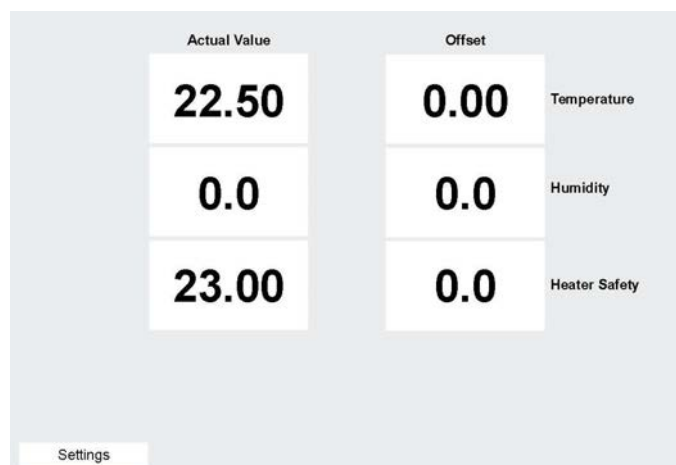 Actual Value Offset
22.50 0.00 Temperature
0.0 0.0 Humidity
23.00 0.0 Heater Safety
Settings